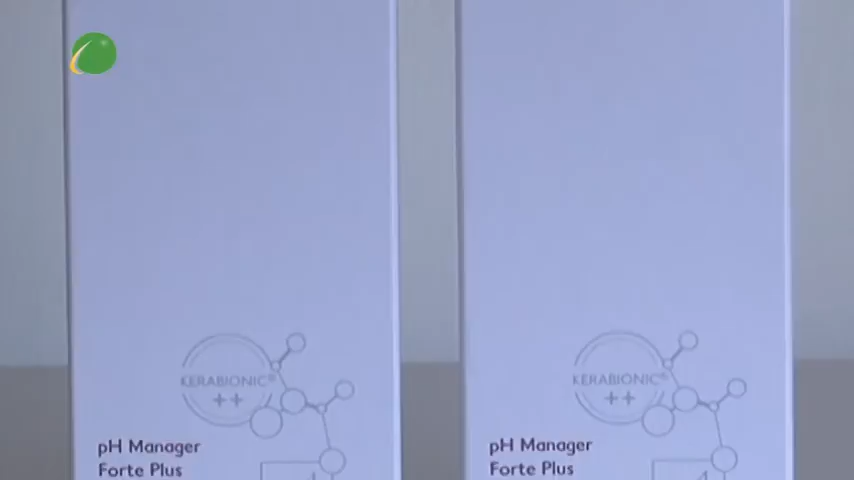 KERABIONIC®
++
pH Manager
Forte Plus
KERABIONIC®
++
pH Manager
Forte Plus